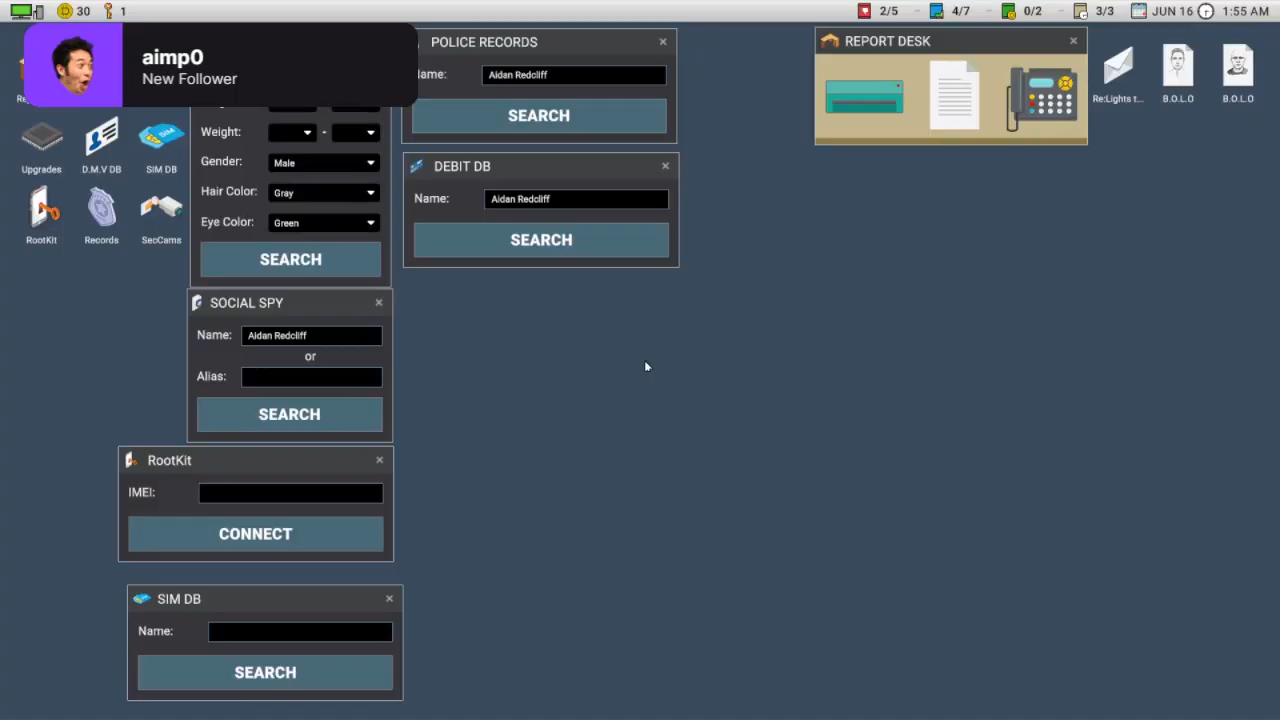 30
1
2/5
4/7
0/2
3/3
JUN 16
1:55 AM
aimp0
New Follower
POLICE RECORDS
Name:
Aidan Redcliff
SEARCH
REPORT DESK
Re:Lights t...
B.O.L.O
B.O.L.O
Upgrades
D.M.V DB
SIM DB
RootKit
Records
SecCams
Weight:
-
Gender:
Male
Hair Color:
Gray
Eye Color:
Green
SEARCH
DEBIT DB
Name:
Aidan Redcliff
SEARCH
SOCIAL SPY
Name:
Aidan Redcliff
or
Alias:
SEARCH
RootKit
IMEI:
CONNECT
SIM DB
Name:
SEARCH